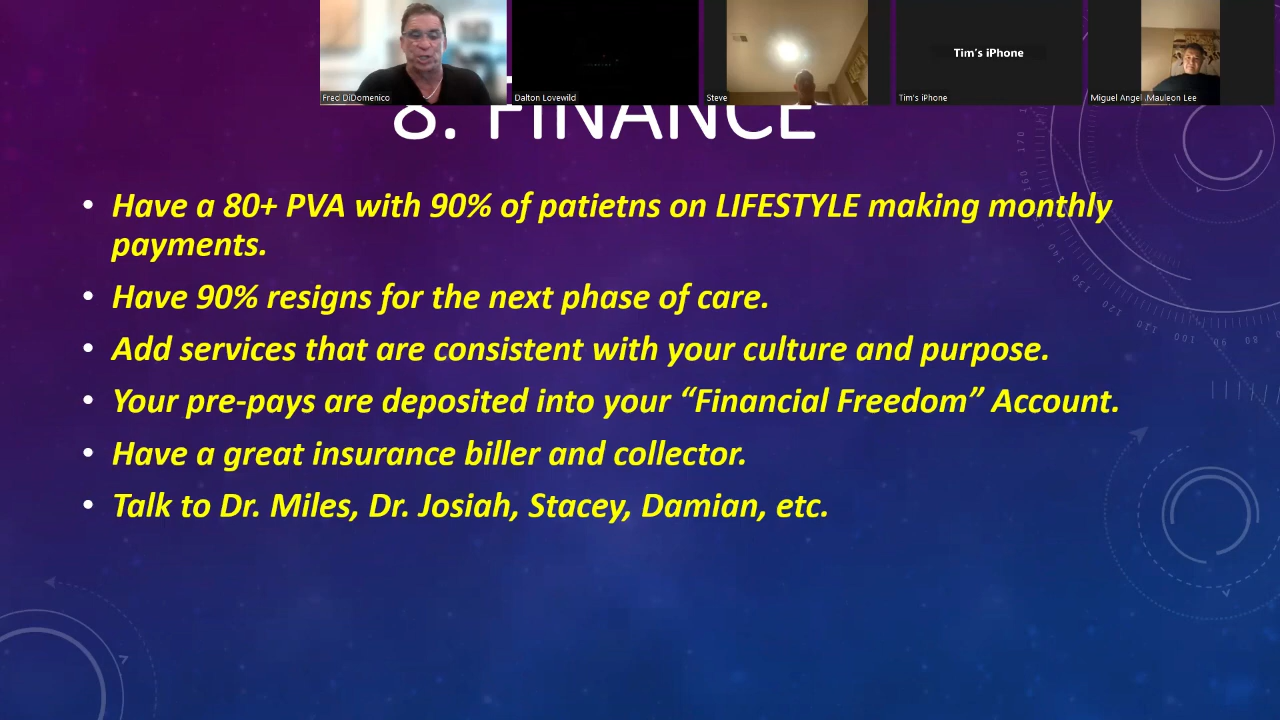 Fred DiDomenico
Dalton Lovewild
Steve
Tim's iPhone
Tim's iPhone
Miguel Angel Mauleon Lee
8. FINANCE
• Have a 80+ PVA with 90% of patietns on LIFESTYLE making monthly
payments.
• Have 90% resigns for the next phase of care.
• Add services that are consistent with your culture and purpose.
• Your pre-pays are deposited into your “Financial Freedom” Account.
• Have a great insurance biller and collector.
• Talk to Dr. Miles, Dr. Josiah, Stacey, Damian, etc.